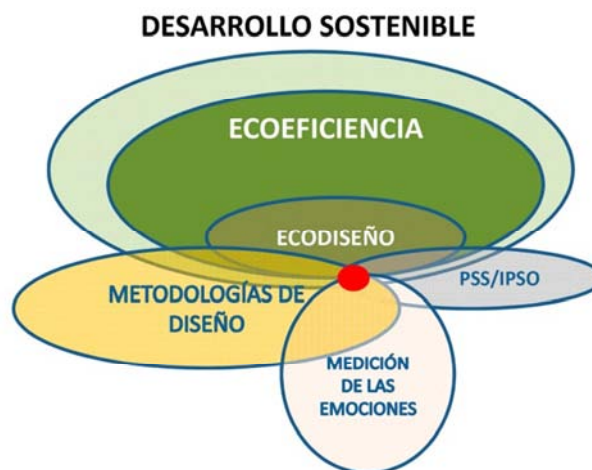 DESARROLLO SOSTENIBLE
ECOEFICIENCIA
ECODISEÑO
PSS/IPSO
METODOLOGÍAS DE
DISEÑO
MEDICIÓN
DE LAS
EMOCIONES